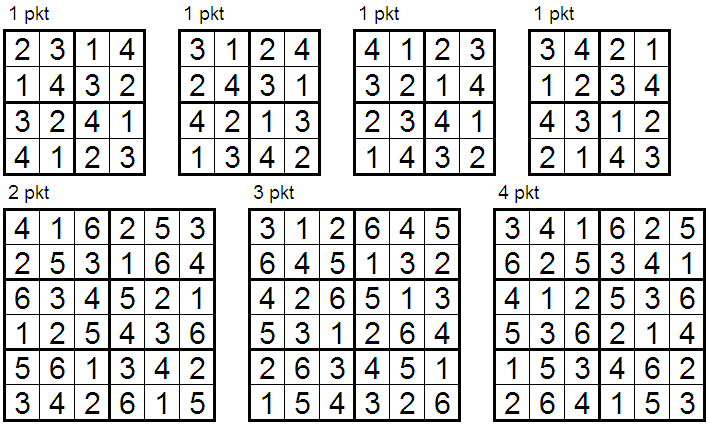 1 pkt 1 pkt 1 pkt 1 pkt
2 3 1 4 3 1 2 4 4 1 2 3 3 4 2 1
1 4 3 2 2 4 3 1 3 2 1 4 1 2 3 4
3 2 4 1 4 2 1 3 2 3 4 1 4 3 1 2
4 1 2 3 1 3 4 2 1 4 3 2 2 1 4 3
2 pkt 3 pkt 4 pkt
4 1 6 2 5 3 3 1 2 6 4 5 3 4 1 6 2 5
2 5 3 1 6 4 6 4 5 1 3 2 6 2 5 3 4 1
6 3 4 5 2 1 4 2 6 5 1 3 4 1 2 5 3 6
1 2 5 4 3 6 5 3 1 2 6 4 5 3 6 2 1 4
5 6 1 3 4 2 2 6 3 4 5 1 1 5 3 4 6 2
3 4 2 6 1 5 1 5 4 3 2 6 2 6 4 1 5 3